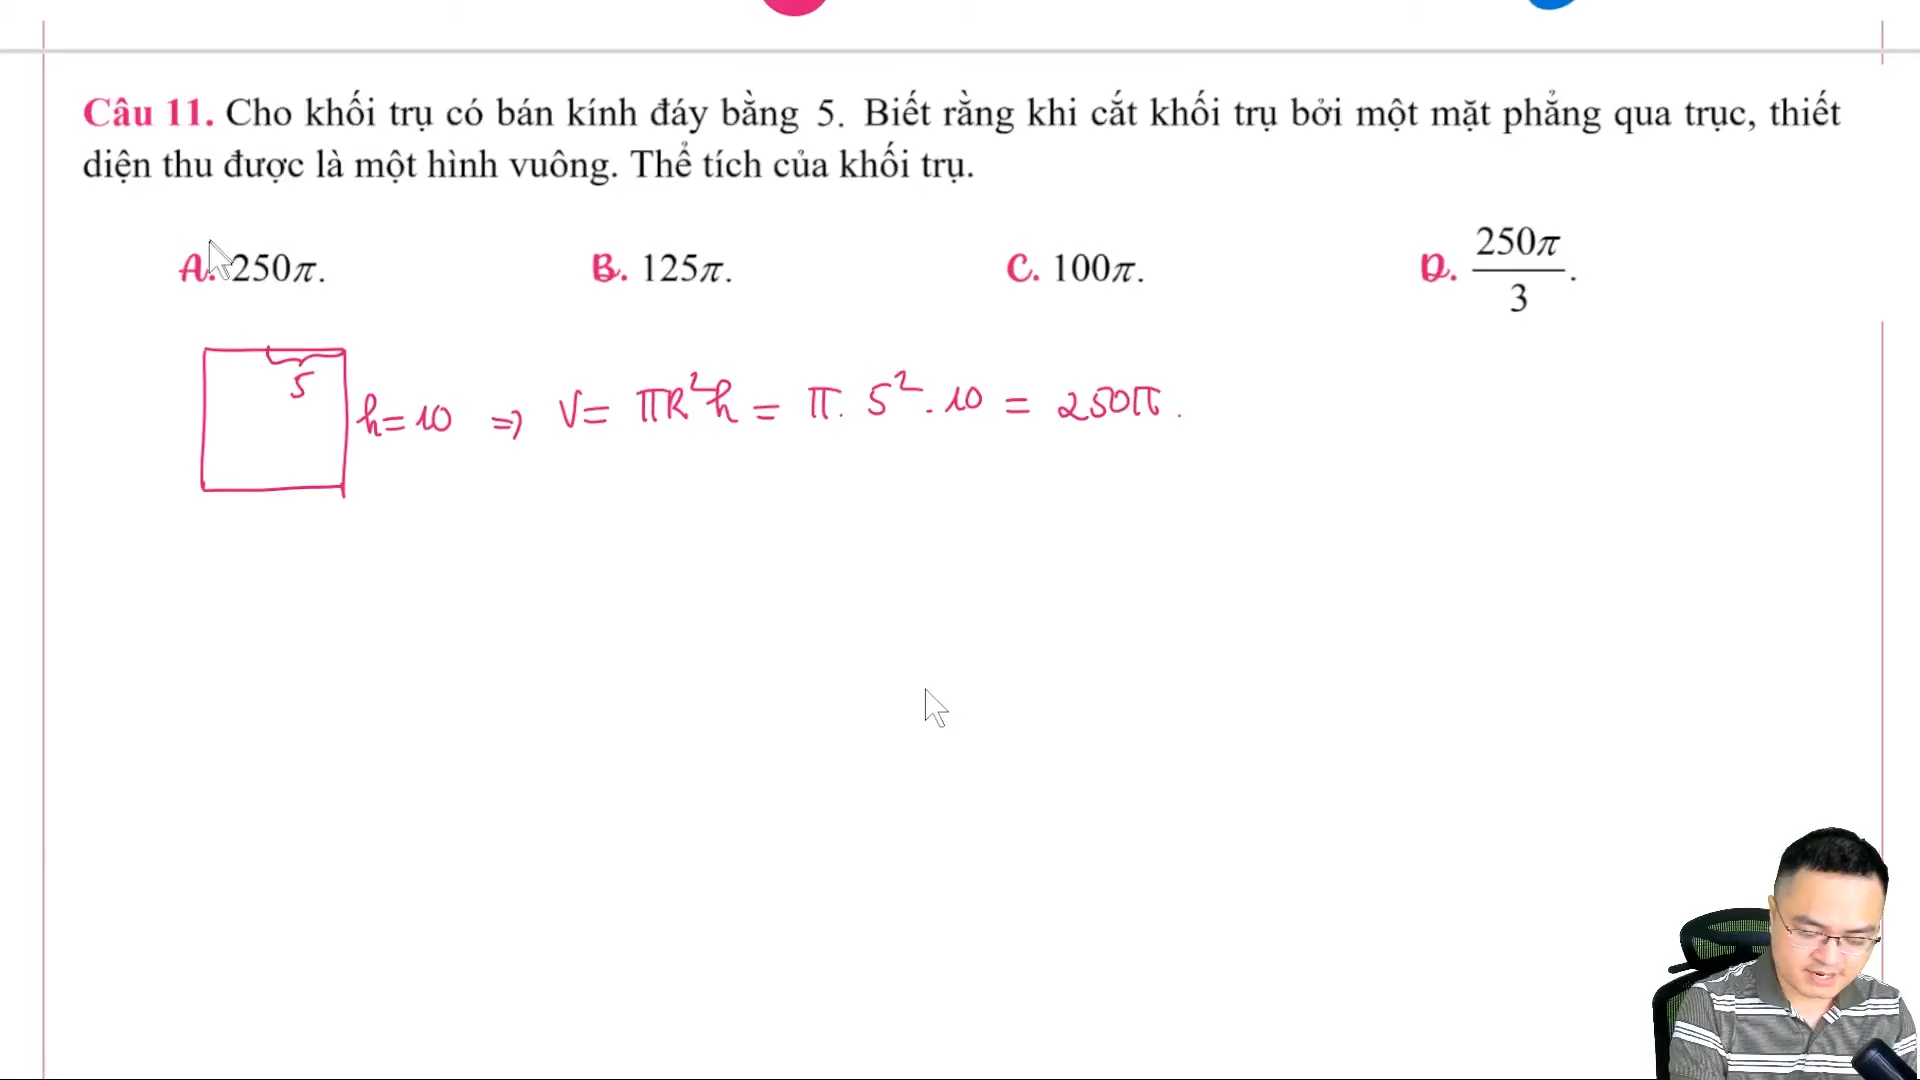 Câu 11. Cho khối trụ có bán kính đáy bằng 5. Biết rằng khi cắt khối trụ bởi một mặt phẳng qua trục, thiết
diện thu được là một hình vuông. Thể tích của khối trụ.
A. 250π. B. 125π. C. 100π. D. 250π/3.
5
h=10 => V= πR²h = π. 5². 10 = 250π.